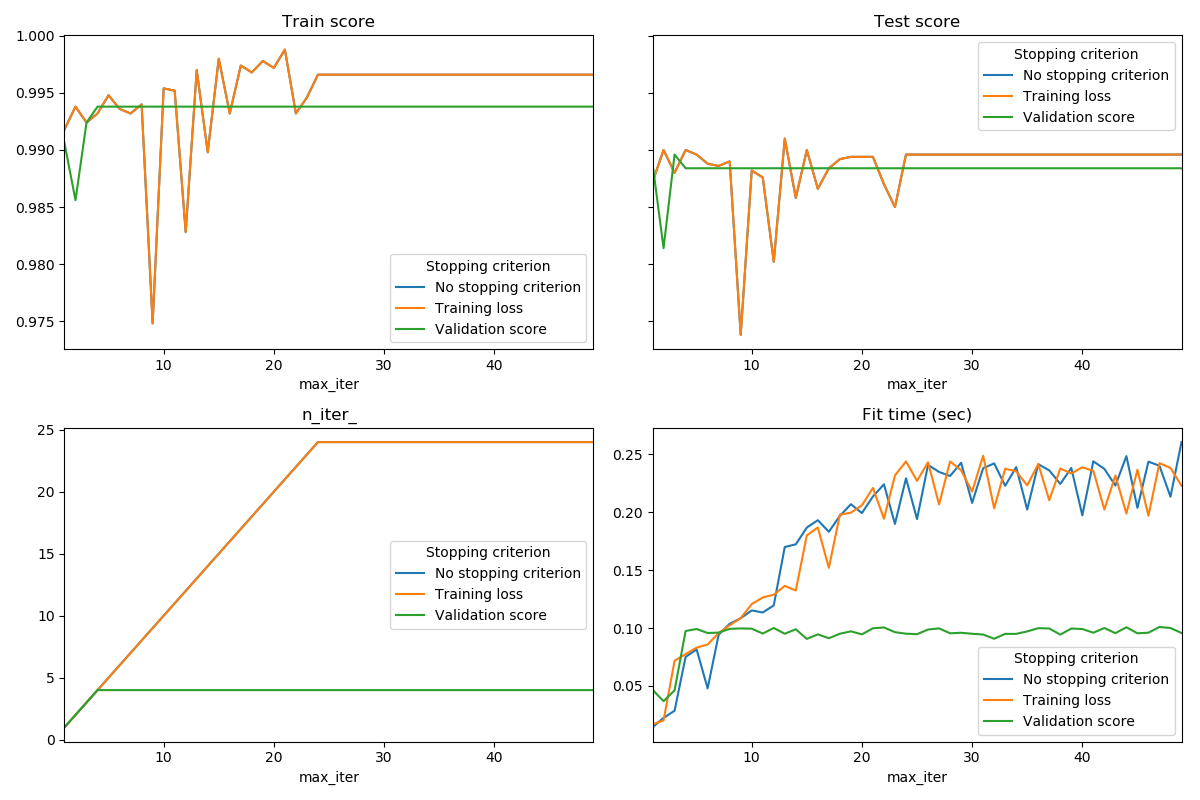 Train score
1.000
0.995
0.990
0.985
0.980
0.975
Stopping criterion
No stopping criterion
Training loss
Validation score
10 20 30 40
max_iter
Test score
Stopping criterion
No stopping criterion
Training loss
Validation score
10 20 30 40
max_iter
n_iter_
25
20
15
10
5
0
Stopping criterion
No stopping criterion
Training loss
Validation score
10 20 30 40
max_iter
Fit time (sec)
0.25
0.20
0.15
0.10
0.05
Stopping criterion
No stopping criterion
Training loss
Validation score
10 20 30 40
max_iter